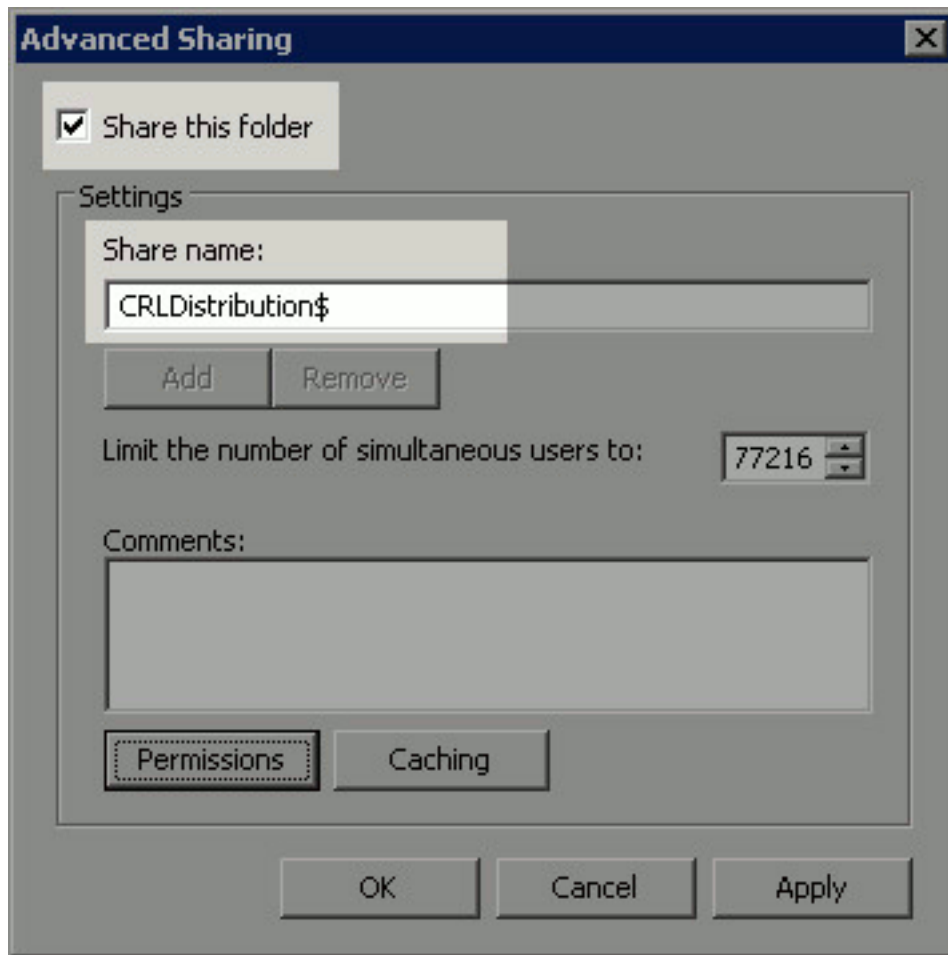 Advanced Sharing
Share this folder
Settings
Share name:
CRLDistribution$
Add Remove
Limit the number of simultaneous users to: 77216
Comments:
Permissions Caching
OK Cancel Apply